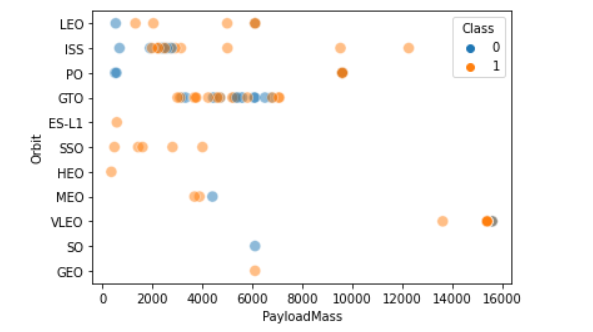 LEO
ISS
PO
GTO
ES-L1
SSO
HEO
MEO
VLEO
SO
GEO
Orbit
Class
0
1
0 2000 4000 6000 8000 10000 12000 14000 16000
PayloadMass